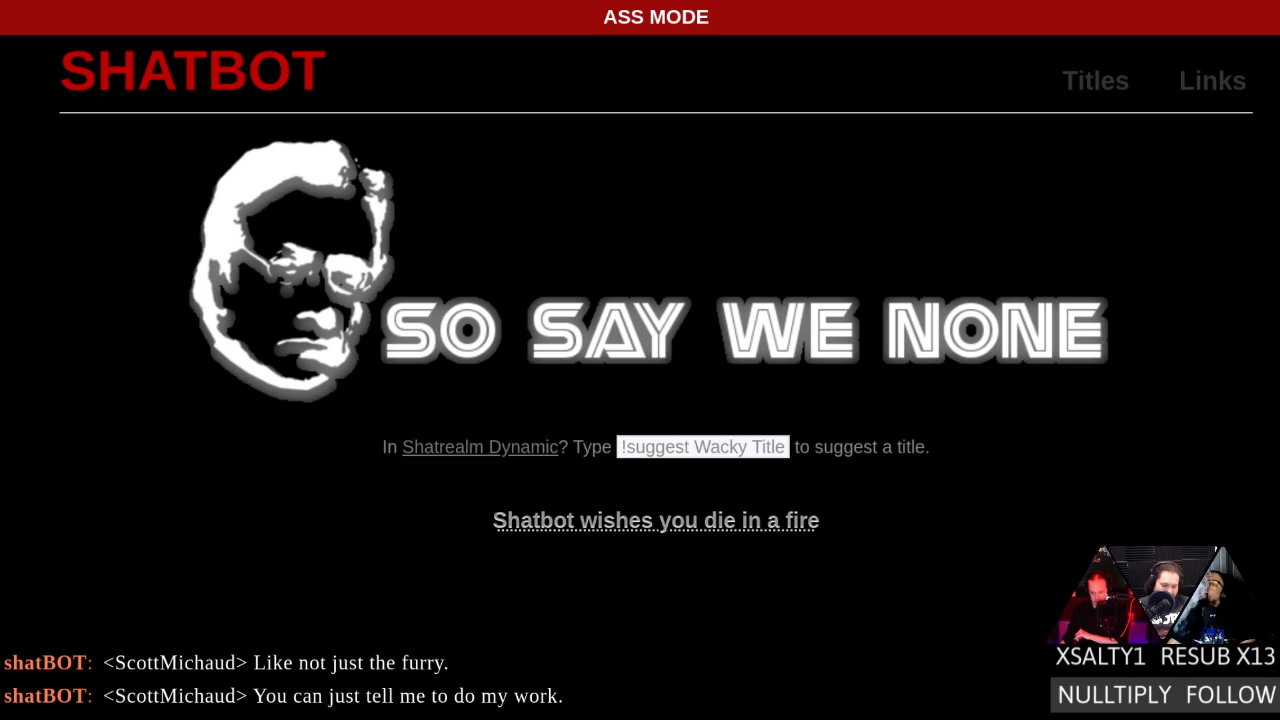 ASS MODE
SHATBOT
Titles Links
SO SAY WE NONE
In Shatrealm Dynamic? Type !suggest Wacky Title to suggest a title.
Shatbot wishes you die in a fire
shatBOT: <ScottMichaud> Like not just the furry.
shatBOT: <ScottMichaud> You can just tell me to do my work.
XSALTY1 RESUB X13
NULLTIPLY FOLLOW